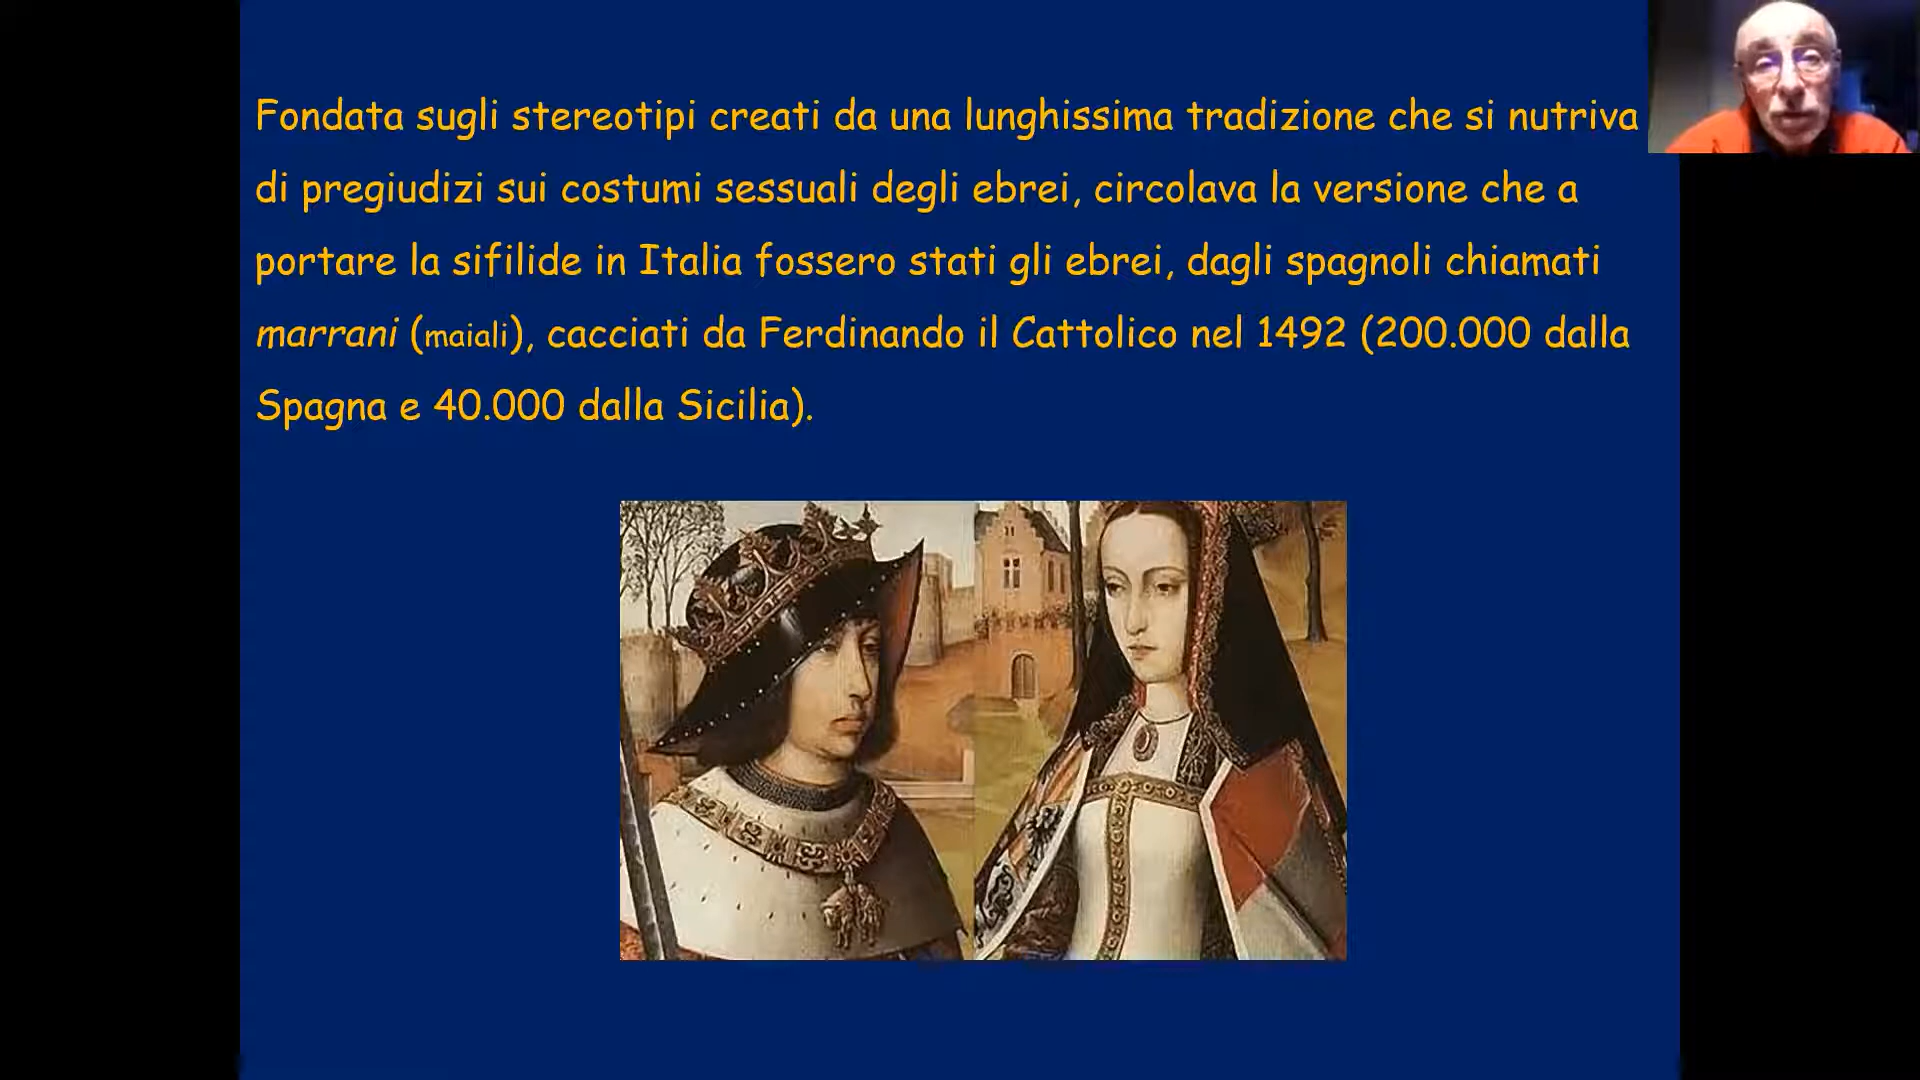 Fondata sugli stereotipi creati da una lunghissima tradizione che si nutriva
di pregiudizi sui costumi sessuali degli ebrei, circolava la versione che a
portare la sifilide in Italia fossero stati gli ebrei, dagli spagnoli chiamati
marrani (maiali), cacciati da Ferdinando il Cattolico nel 1492 (200.000 dalla
Spagna e 40.000 dalla Sicilia).